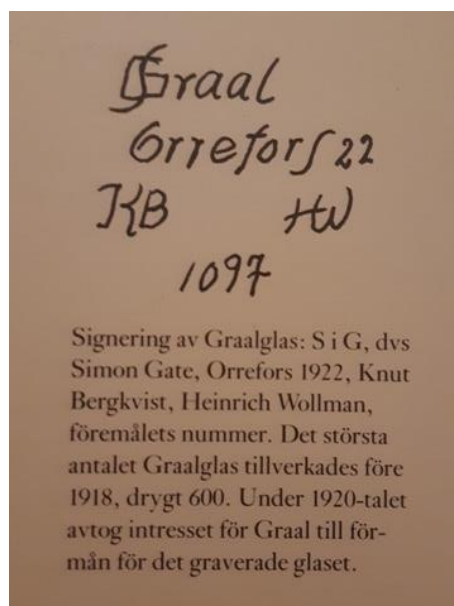 SGraal
Orrefors 22
KB HW
1097
Signering av Graalglas: S i G, dvs
Simon Gate, Orrefors 1922, Knut
Bergkvist, Heinrich Wollman,
föremålets nummer. Det största
antalet Graalglas tillverkades före
1918, drygt 600. Under 1920-talet
avtog intresset för Graal till för-
mån för det graverade glaset.